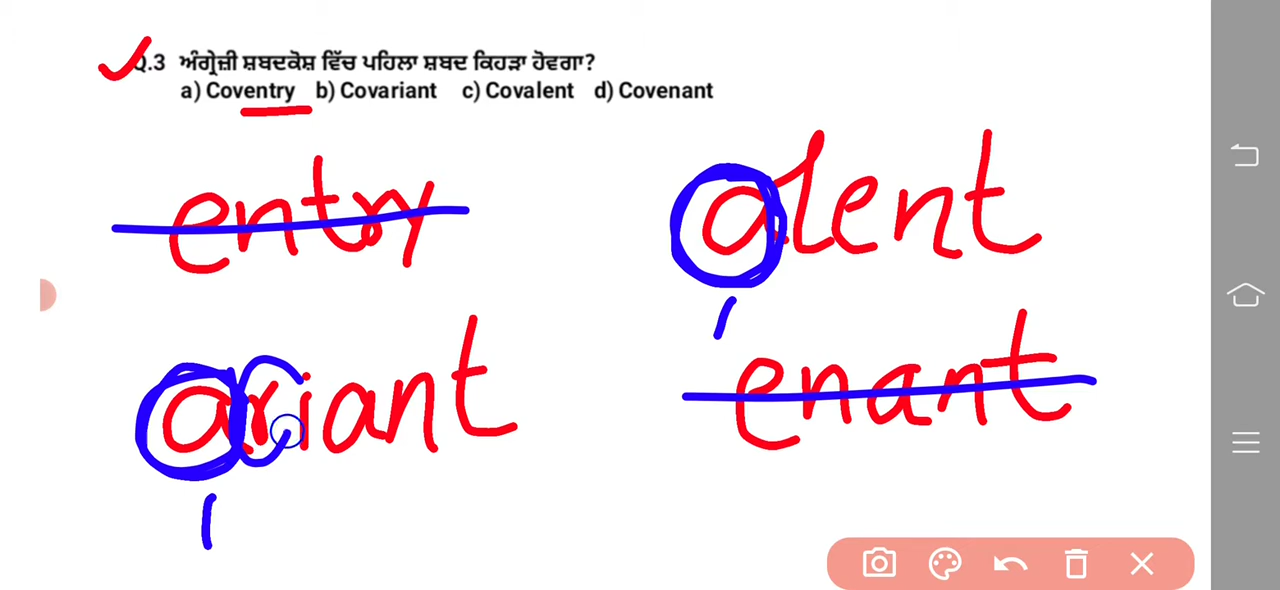 Q.3 ਅੰਗ੍ਰੇਜ਼ੀ ਸ਼ਬਦਕੋਸ਼ ਵਿੱਚ ਪਹਿਲਾ ਸ਼ਬਦ ਕਿਹੜਾ ਹੋਵਗਾ?
a) Coventry b) Covariant c) Covalent d) Covenant
entry
alent
ariant
enant